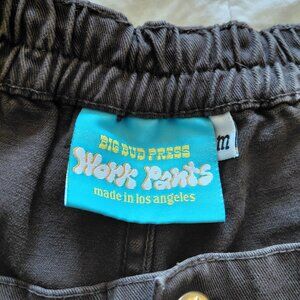 BIG BUD PRESS
Work Pants
made in los angeles
m